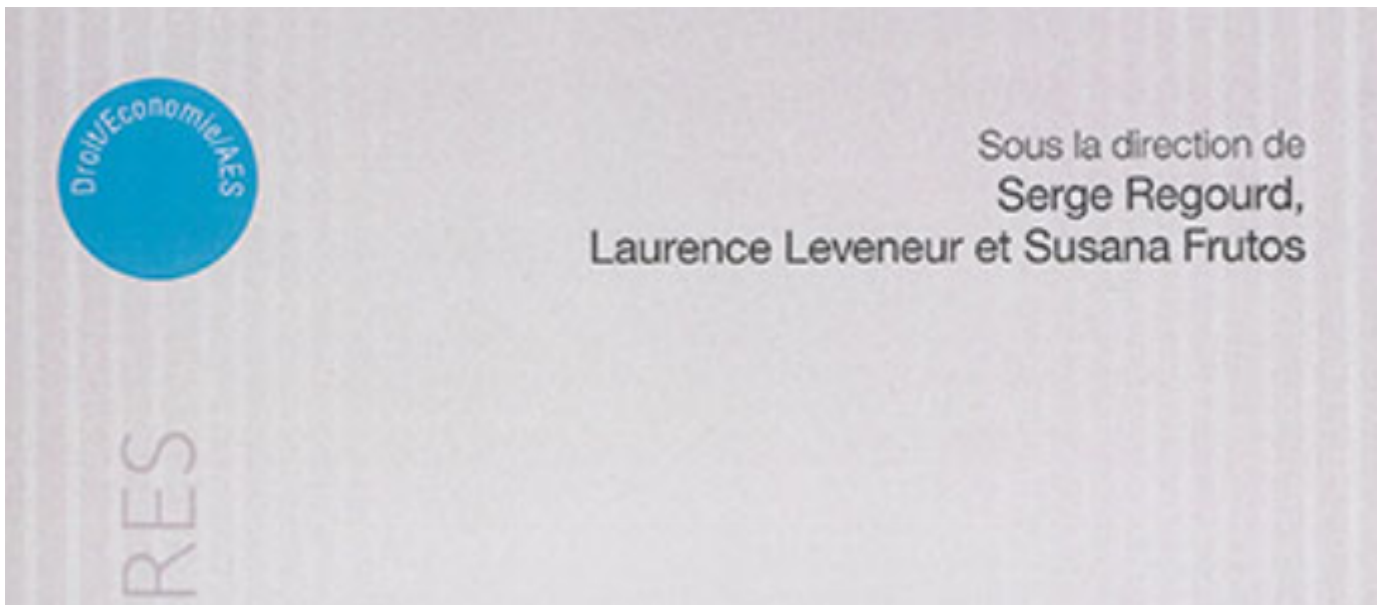 Droit/Economie/AES
Sous la direction de
Serge Regourd,
Laurence Leveneur et Susana Frutos
RES